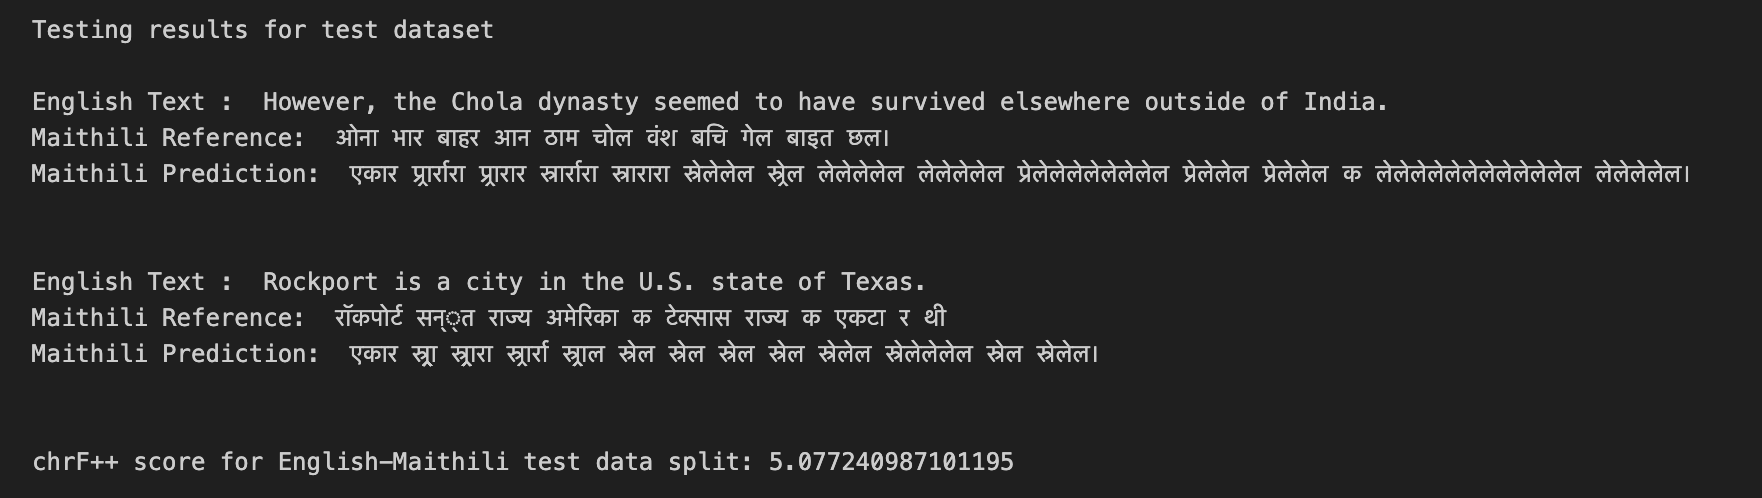 Testing results for test dataset
English Text :  However, the Chola dynasty seemed to have survived elsewhere outside of India.
Maithili Reference:  ओना भार बाहर आन ठाम चोल वंश बचि गेल बाइत छल।
Maithili Prediction:  एकार प्र्रार्रारा प्र्रारार स्रार्रारा स्रारारा स्रेलेलेल स्र्रेल लेलेलेलेल लेलेलेलेल प्रेलेलेलेलेलेलेलेल प्रेलेलेल प्रेलेलेल क लेलेलेलेलेलेलेलेलेलेलेल लेलेलेलेल।
English Text :  Rockport is a city in the U.S. state of Texas.
Maithili Reference:  रॉकपोर्ट सन््त राज्य अमेरिका क टेक्सास राज्य क एकटा र थी
Maithili Prediction:  एकार स्र्रा स्र्रारा स्र्रार्रा स्र्राल स्रेल स्रेल स्रेल स्रेल स्रेलेल स्रेलेलेलेल स्रेल स्रेलेल।
chrF++ score for English–Maithili test data split: 5.077240987101195